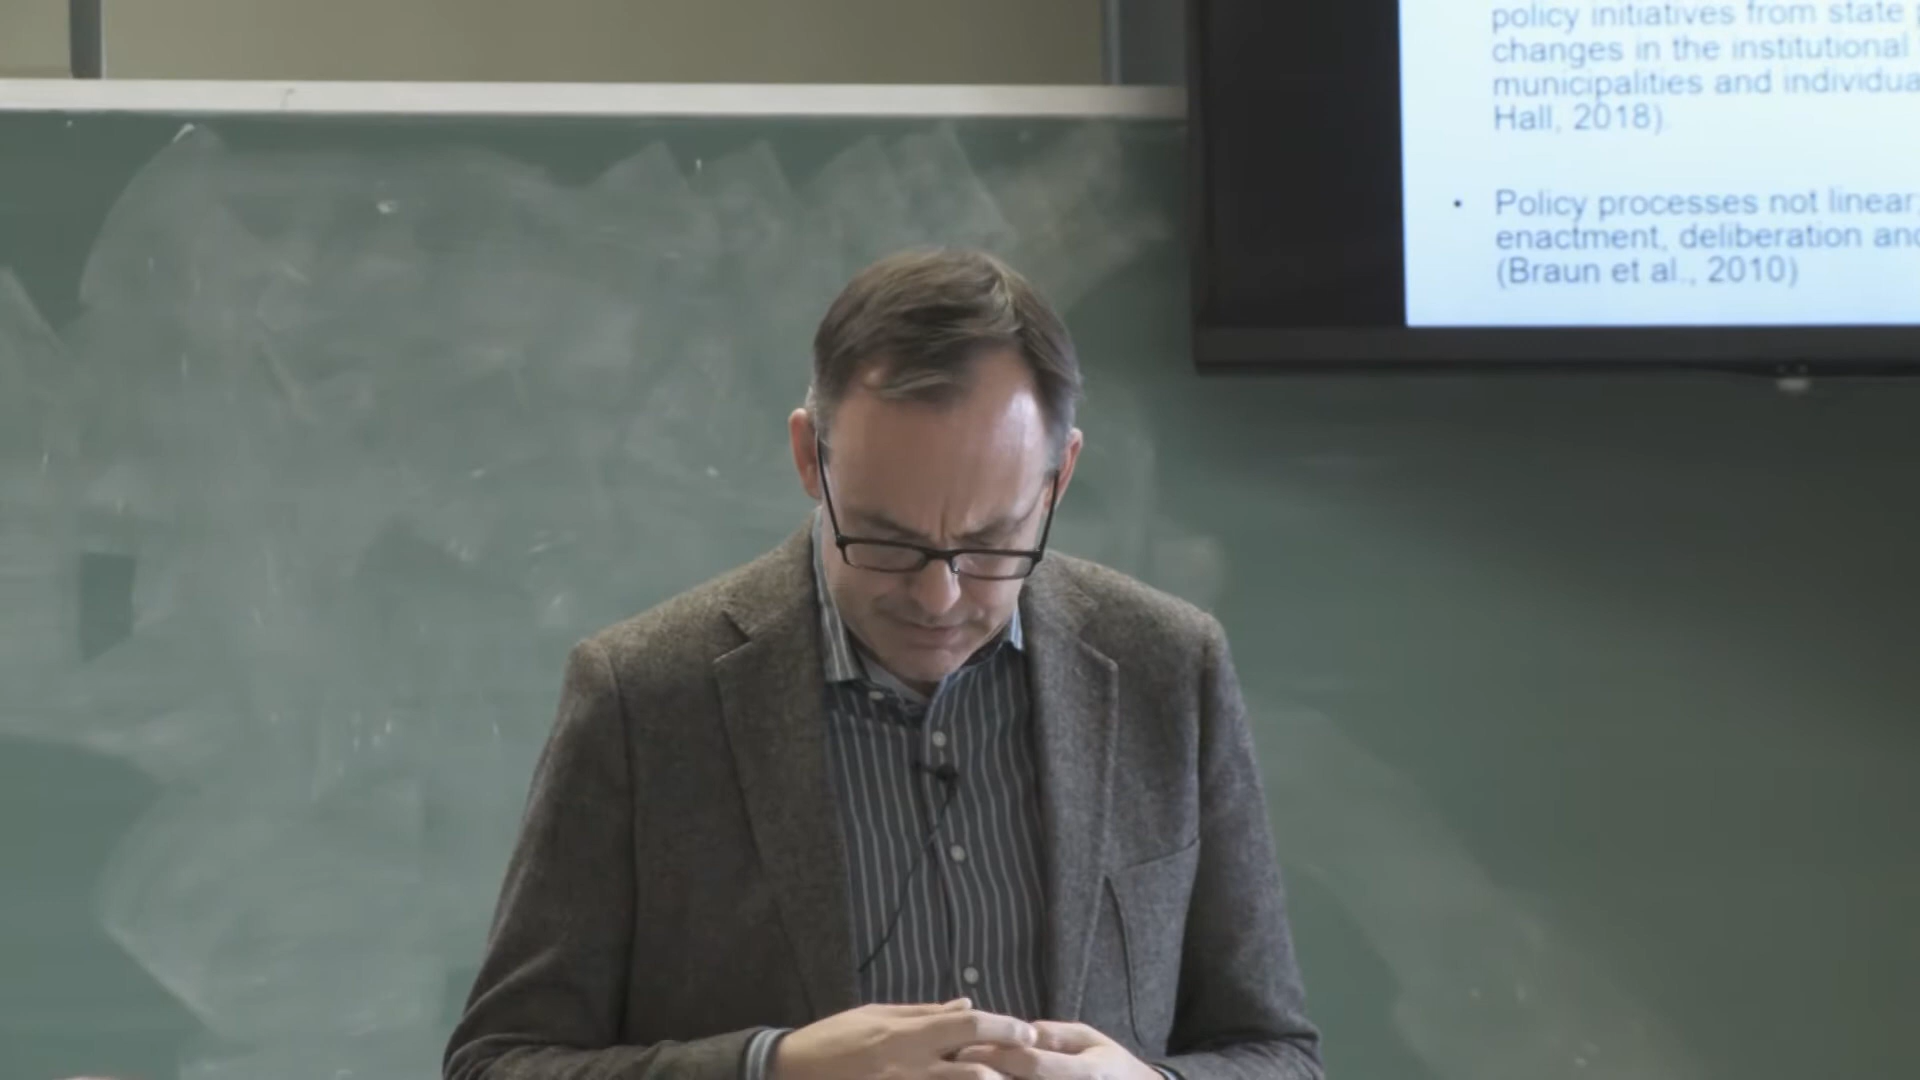 policy initiatives from state
changes in the institutional
municipalities and individua
Hall, 2018).
• Policy processes not linear;
enactment, deliberation and
(Braun et al., 2010)